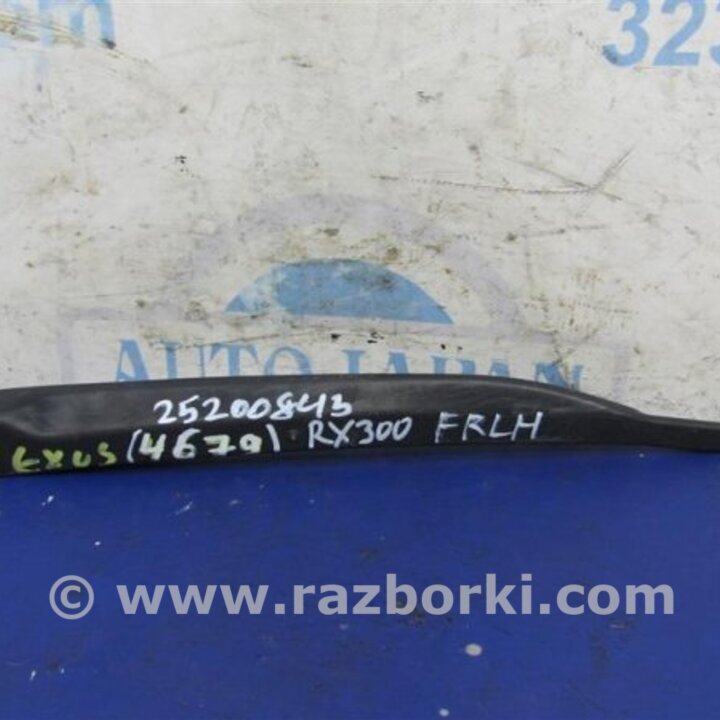 323
AUTO JAPAN
25200843
Lexus (4679) RX300 FRLH
© www.razborki.com